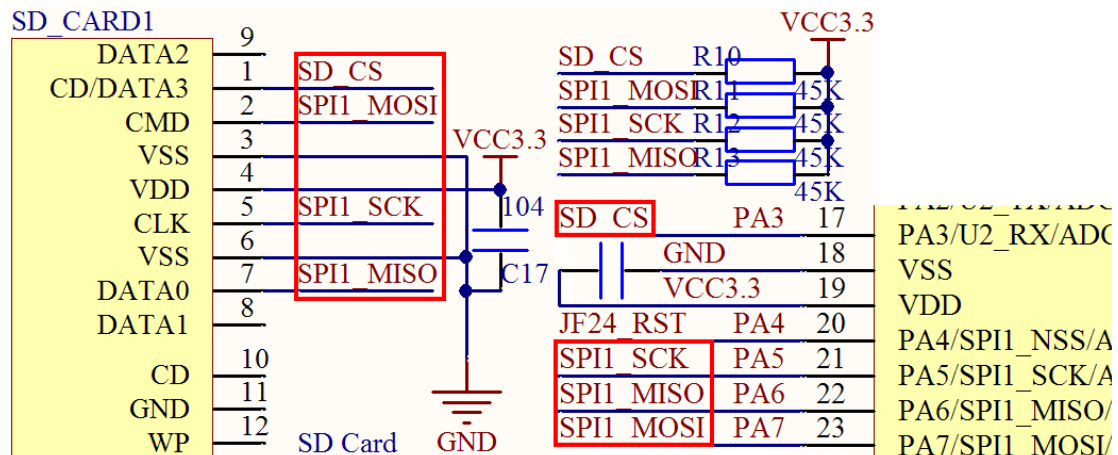 SD_CARD1
DATA2 9
CD/DATA3 1 SD_CS
CMD 2 SPI1_MOSI
VSS 3
VDD 4 VCC3.3
CLK 5 SPI1_SCK 104
VSS 6
DATA0 7 SPI1_MISO C17
DATA1 8
CD 10
GND 11
WP 12 SD Card GND
VCC3.3
SD_CS R10 45K
SPI1_MOSI R11 45K
SPI1_SCK R12 45K
SPI1_MISO R13 45K
SD_CS PA3 17 PA3/U2_RX/ADC
GND 18 VSS
VCC3.3 19 VDD
JF24_RST PA4 20 PA4/SPI1_NSS/A
SPI1_SCK PA5 21 PA5/SPI1_SCK/A
SPI1_MISO PA6 22 PA6/SPI1_MISO/
SPI1_MOSI PA7 23 PA7/SPI1_MOSI/